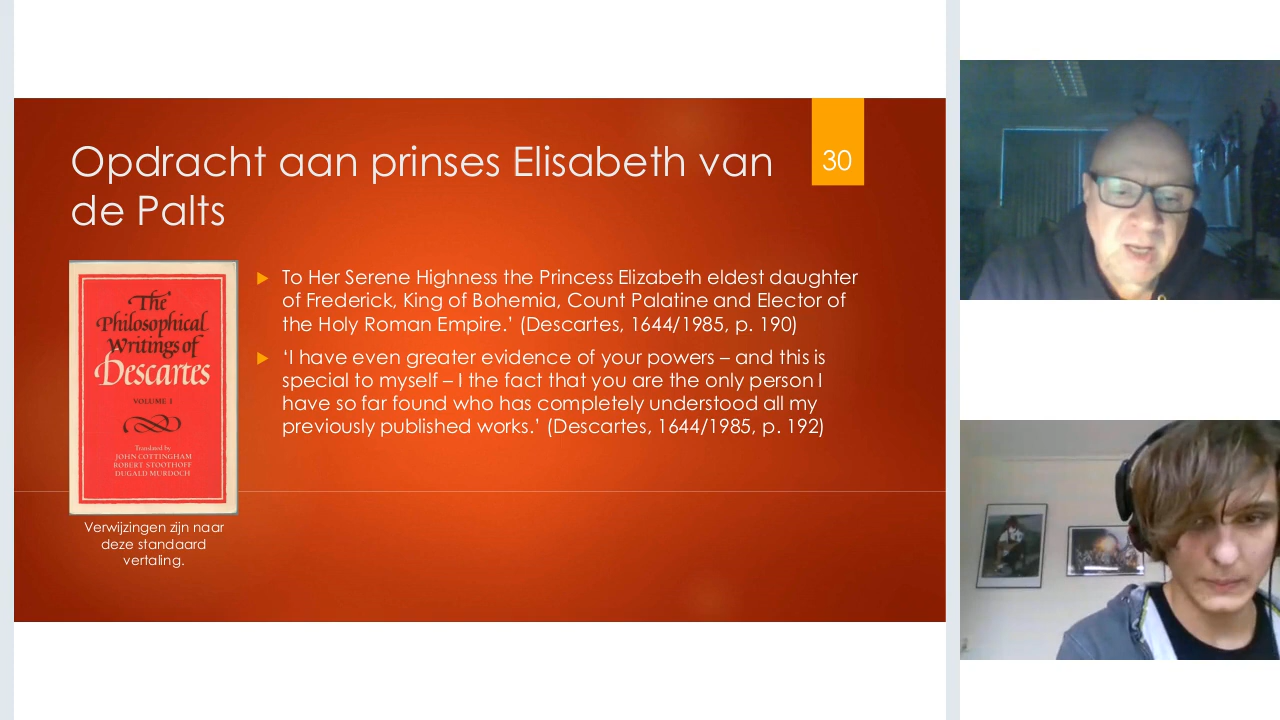 Opdracht aan prinses Elisabeth van
de Palts
30
The
Philosophical
Writings of
Descartes
VOLUME I
Translated by
JOHN COTTINGHAM
ROBERT STOOTHOFF
DUGALD MURDOCH
Verwijzingen zijn naar
deze standaard
vertaling.
To Her Serene Highness the Princess Elizabeth eldest daughter
of Frederick, King of Bohemia, Count Palatine and Elector of
the Holy Roman Empire.’ (Descartes, 1644/1985, p. 190)
‘I have even greater evidence of your powers – and this is
special to myself – I the fact that you are the only person I
have so far found who has completely understood all my
previously published works.’ (Descartes, 1644/1985, p. 192)